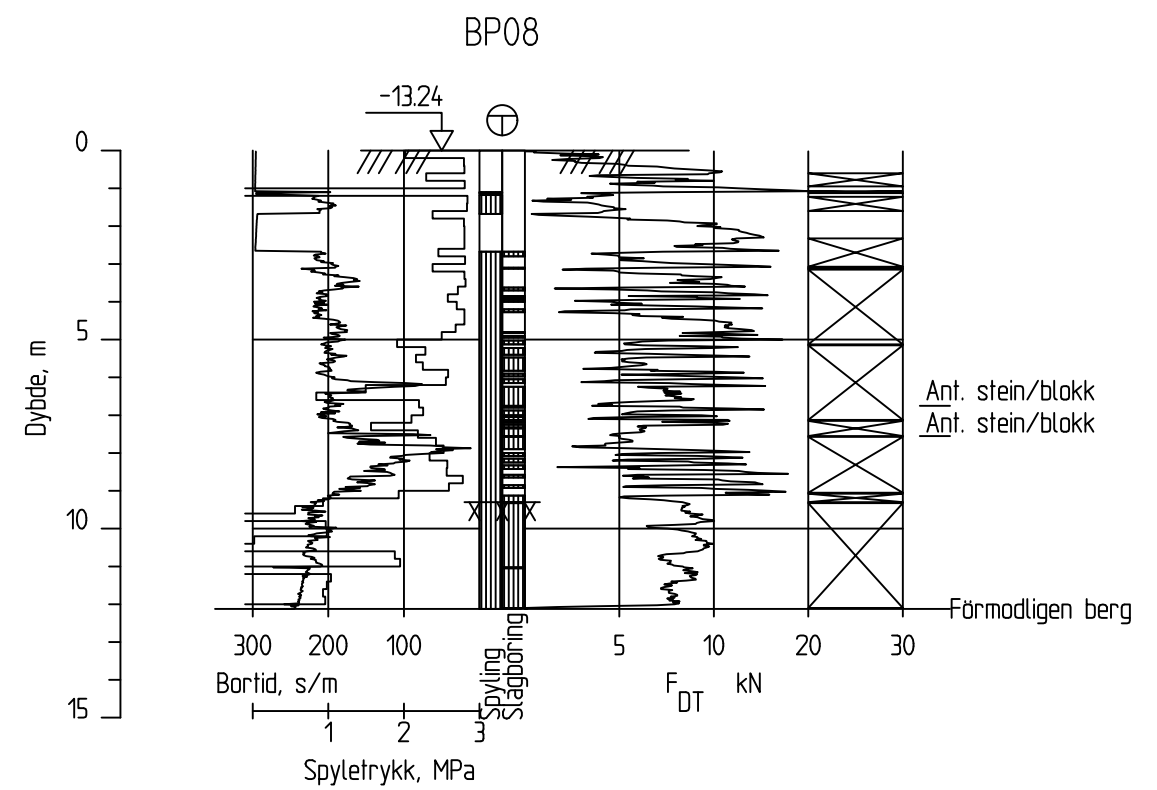 BP08
-13.24
0
5
Dybde, m
Ant. stein/blokk
Ant. stein/blokk
10
Förmodligen berg
300 200 100 5 10 20 30
Spyling
Slagboring
Bortid, s/m
F DT kN
15
1 2 3
Spyletrykk, MPa